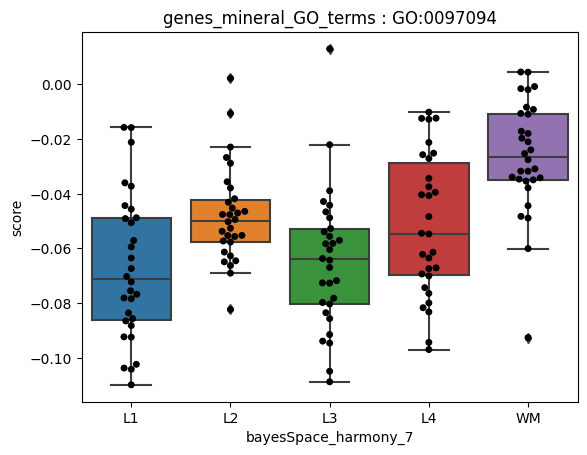 genes_mineral_GO_terms : GO:0097094
0.00
−0.02
−0.04
−0.06
−0.08
−0.10
score
L1 L2 L3 L4 WM
bayesSpace_harmony_7